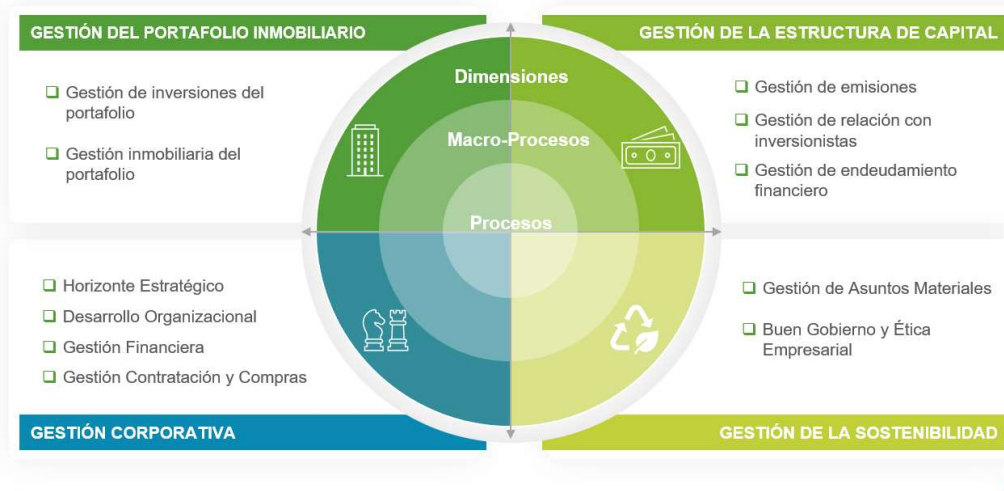 GESTIÓN DEL PORTAFOLIO INMOBILIARIO
Gestión de inversiones del
portafolio
Gestión inmobiliaria del
portafolio
Dimensiones
Macro-Procesos
Procesos
GESTIÓN DE LA ESTRUCTURA DE CAPITAL
Gestión de emisiones
Gestión de relación con
inversionistas
Gestión de endeudamiento
financiero
Horizonte Estratégico
Desarrollo Organizacional
Gestión Financiera
Gestión Contratación y Compras
GESTIÓN CORPORATIVA
Gestión de Asuntos Materiales
Buen Gobierno y Ética
Empresarial
GESTIÓN DE LA SOSTENIBILIDAD